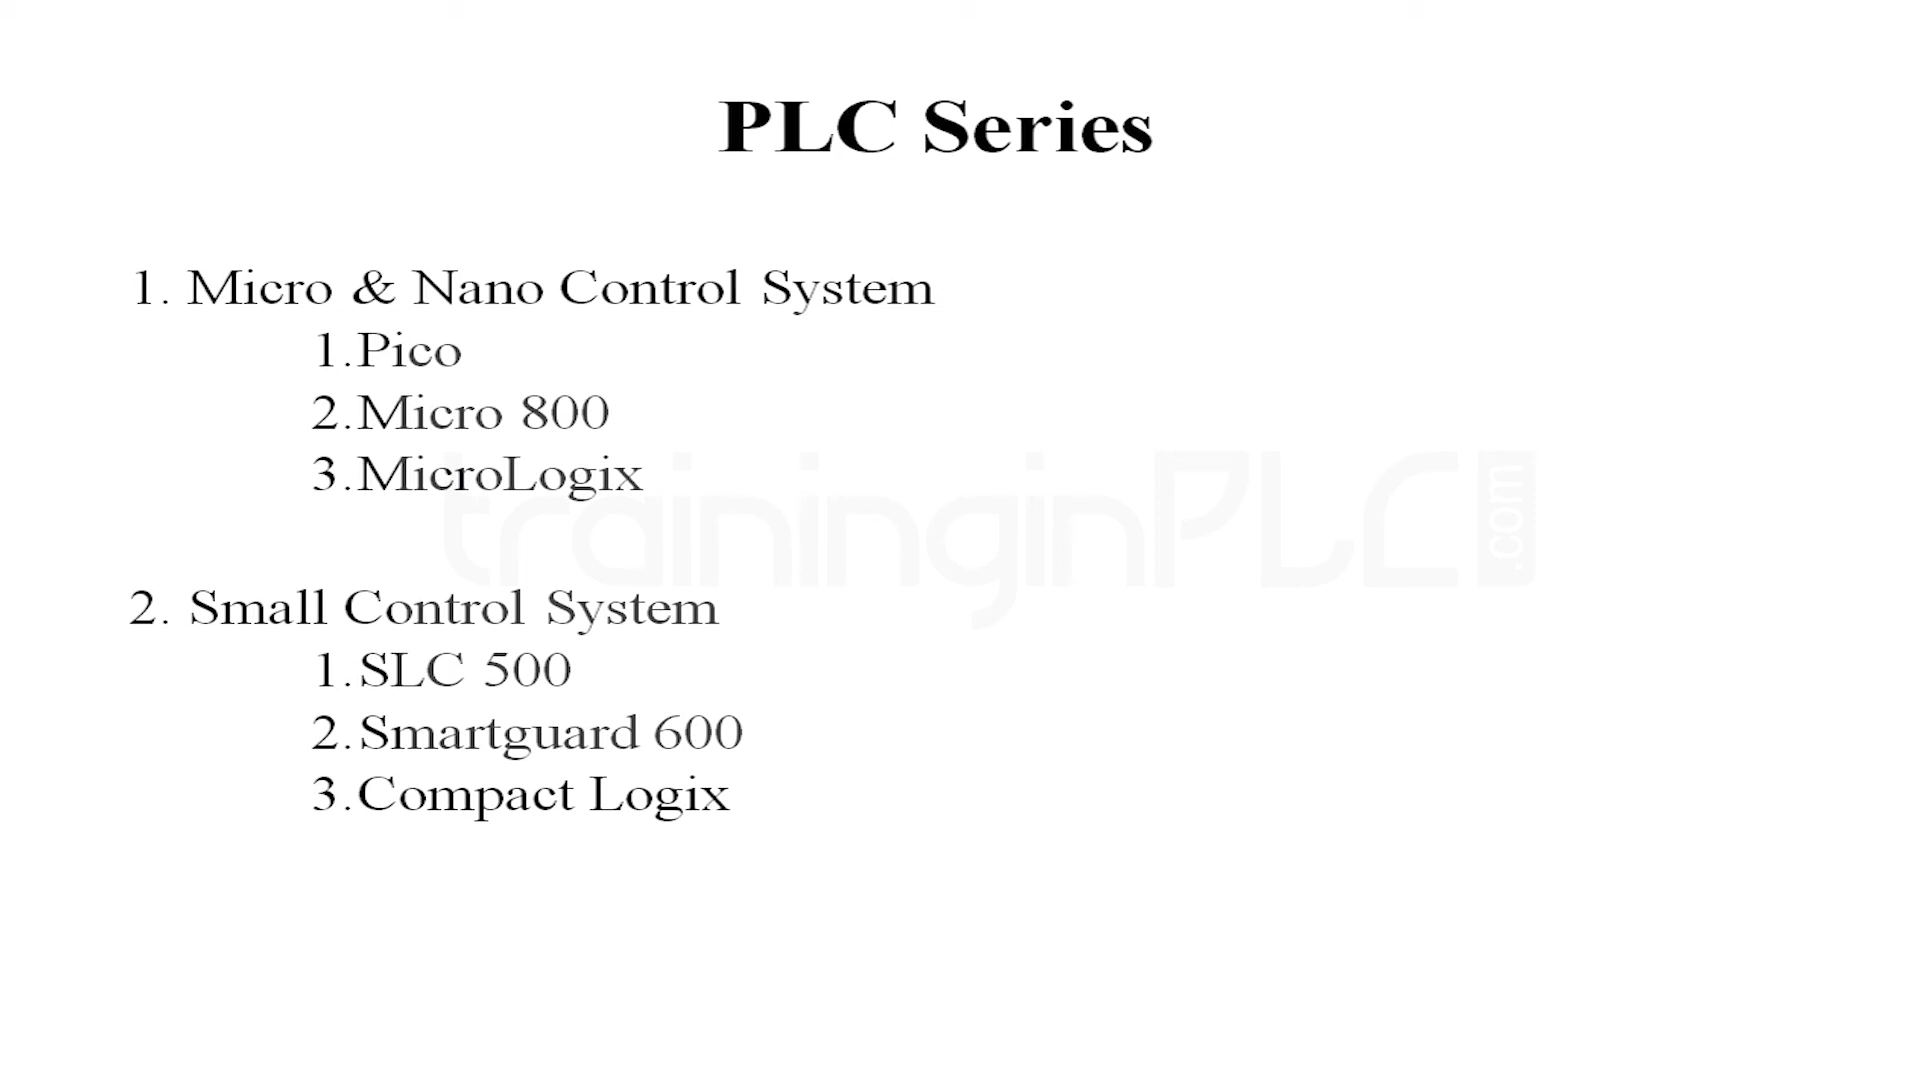 PLC Series
1. Micro & Nano Control System
1.Pico
2.Micro 800
3.MicroLogix
traininginPLC.com
2. Small Control System
1.SLC 500
2.Smartguard 600
3.Compact Logix